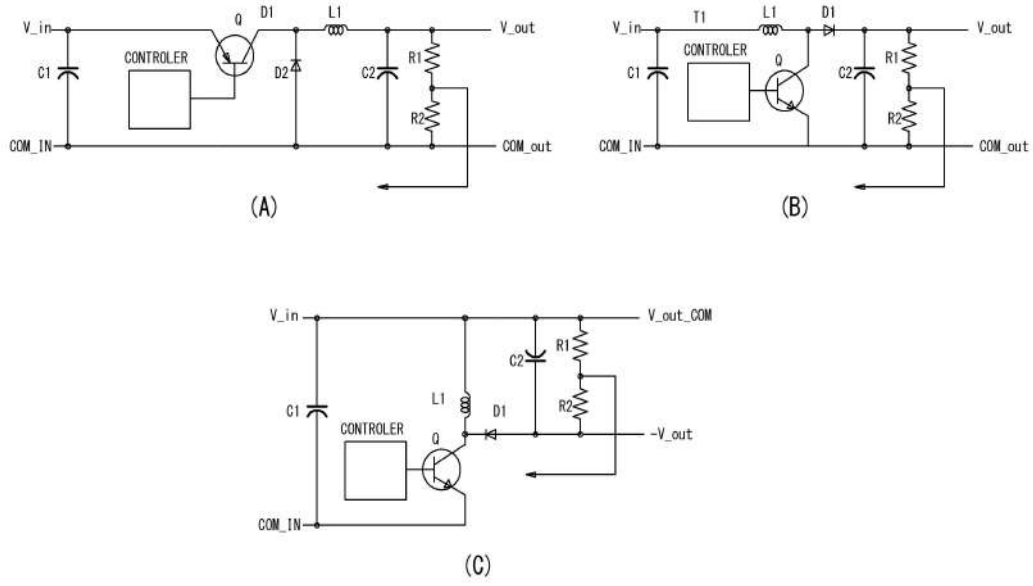 Q D1 L1
V_in V_out
CONTROLER R1
C1 D2 C2
R2
COM_IN COM_out
(A)
T1 L1 D1
V_in V_out
CONTROLER Q R1
C1 C2
R2
COM_IN COM_out
(B)
V_in V_out_COM
R1
C2
L1 R2
C1 D1
CONTROLER Q -V_out
COM_IN
(C)